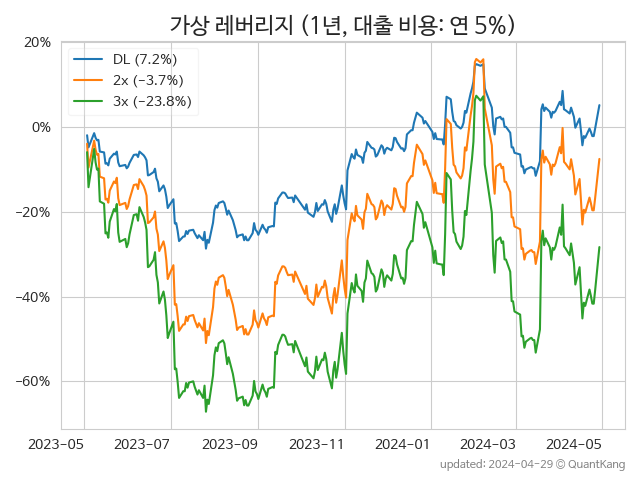 가상 레버리지 (1년, 대출 비용: 연 5%)
20%
DL (7.2%)
2x (−3.7%)
3x (−23.8%)
0%
−20%
−40%
−60%
2023−05 2023−07 2023−09 2023−11 2024−01 2024−03 2024−05
updated: 2024-04-29 © QuantKang